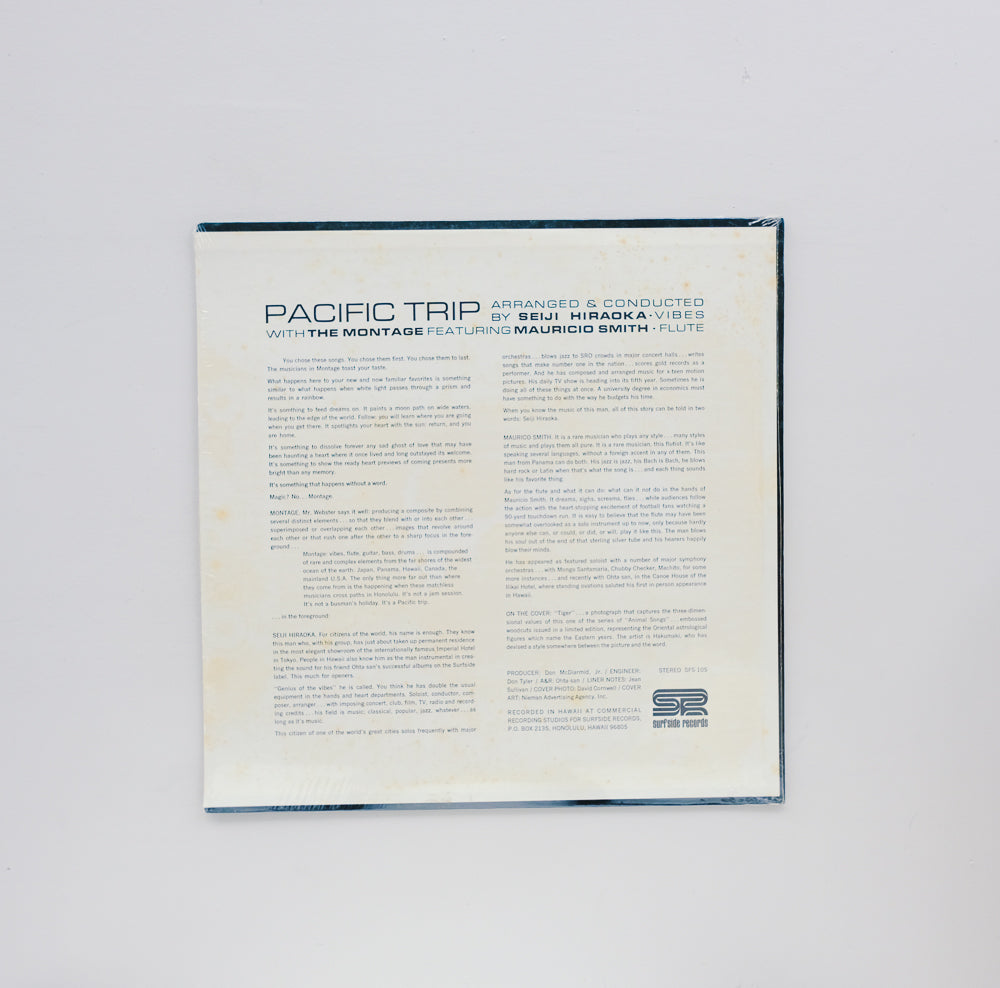 PACIFIC TRIP ARRANGED & CONDUCTED
BY SEIJI HIRAOKA · VIBES
WITH THE MONTAGE FEATURING MAURICIO SMITH · FLUTE
You chose these songs. You chose them first. You chose them to last.
The musicians in Montage toast your taste.
What happens here to your new and now familiar favorites is something
similar to what happens when white light passes through a prism and
results in a rainbow.
It's somthing to feed dreams on. It paints a moon path on wide waters,
leading to the edge of the world. Follow; you will learn where you are going
when you get there. It spotlights your heart with the sun: return, and you
are home.
It's something to dissolve forever any sad ghost of love that may have
been haunting a heart where it once lived and long outstayed its welcome.
It's something to show the ready heart previews of coming presents more
bright than any memory.
It's something that happens without a word.
Magic? No... Montage.
MONTAGE. Mr. Webster says it well: producing a composite by combining
several distinct elements... so that they blend with or into each other...
superimposed or overlapping each other... images that revolve around
each other or that rush one after the other to a sharp focus in the fore-
ground...
Montage: vibes, flute, guitar, bass, drums... is compounded
of rare and complex elements from the far shores of the widest
ocean of the earth. Japan, Panama, Hawaii, Canada, the
mainland U.S.A. The only thing more far out than where
they come from is the happening when these matchless
musicians cross paths in Honolulu. It's not a jam session.
It's not a busman's holiday. It's a Pacific trip.
...in the foreground:
SEIJI HIRAOKA. For citizens of the world, his name is enough. They know
this man who, with his group, has just about taken up permanent residence
in the most elegant showroom of the internationally famous Imperial Hotel
in Tokyo. People in Hawaii also know him as the man instrumental in crea-
ting the sound for his friend Ohta-san's successful albums on the Surfside
label. This much for openers.
"Genius of the vibes" he is called. You think he has double the usual
equipment in the hands and heart departments. Soloist, conductor, com-
poser, arranger... with imposing concert, club, film, TV, radio and record-
ing credits... his field is music; classical, popular, jazz, whatever... as
long as it's music.
This citizen of one of the world's great cities solos frequently with major
orchestras... blows jazz to SRO crowds in major concert halls... writes
songs that make number one in the nation... scores gold records as a
performer. And he has composed and arranged music for x-teen motion
pictures. His daily TV show is heading into its fifth year. Sometimes he is
doing all of these things at once. A university degree in economics must
have something to do with the way he budgets his time.
When you know the music of this man, all of this story can be told in two
words: Seiji Hiraoka.
MAURICO SMITH. It is a rare musician who plays any style... many styles
of music and plays them all pure. It is a rare musician, this flutist. It's like
speaking several languages, without a foreign accent in any of them. This
man from Panama can do both. His jazz is jazz, his Bach is Bach, he blows
hard rock or Latin when that's what the song is... and each thing sounds
like his favorite thing.
As for the flute and what it can do: what can it not do in the hands of
Mauricio Smith. It dreams, sighs, screams, flies... while audiences follow
the action with the heart-stopping excitement of football fans watching a
90-yard touchdown run. It is easy to believe that the flute may have been
somewhat overlooked as a solo instrument up to now, only because hardly
anyone else can, or could, or did, or will; play it like this. The man blows
his soul out of the end of that sterling silver tube and his hearers happily
blow their minds.
He has appeared as featured soloist with a number of major symphony
orchestras... with Mongo Santamaria, Chubby Checker, Machito, for some
more instances... and recently with Ohta-san, in the Canoe House of the
Ilikai Hotel, where standing ovations saluted his first in person appearance
in Hawaii.
ON THE COVER: "Tiger"... a photograph that captures the three-dimen-
sional values of this one of the series of "Animal Songs"... embossed
woodcuts issued in a limited edition, representing the Oriental astrological
figures which name the Eastern years. The artist is Hakumaki, who has
devised a style somewhere between the picture and the word.
PRODUCER: Don McDiarmid, Jr. / ENGINEER:
Don Tyler / A&R: Ohta-san / LINER NOTES: Jean
Sullivan / COVER PHOTO: David Cornwell / COVER
ART: Nieman Advertising Agency, Inc.
RECORDED IN HAWAII AT COMMERCIAL
RECORDING STUDIOS FOR SURFSIDE RECORDS,
P.O. BOX 2135, HONOLULU, HAWAII 96805
STEREO SFS 105
SR
surfside records